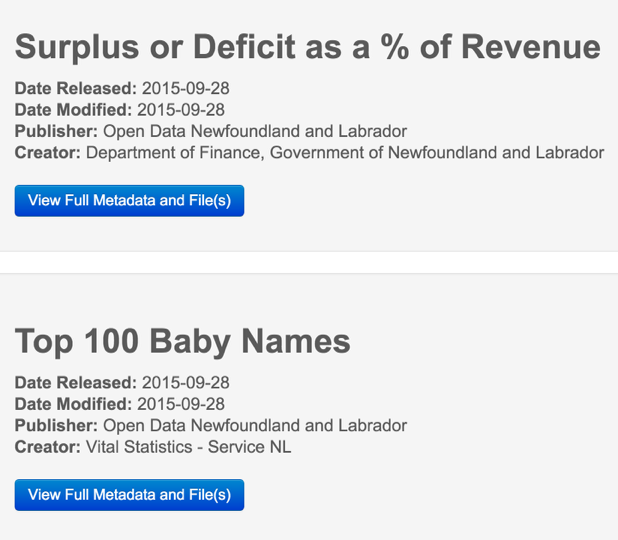 Surplus or Deficit as a % of Revenue
Date Released: 2015-09-28
Date Modified: 2015-09-28
Publisher: Open Data Newfoundland and Labrador
Creator: Department of Finance, Government of Newfoundland and Labrador
View Full Metadata and File(s)
Top 100 Baby Names
Date Released: 2015-09-28
Date Modified: 2015-09-28
Publisher: Open Data Newfoundland and Labrador
Creator: Vital Statistics - Service NL
View Full Metadata and File(s)